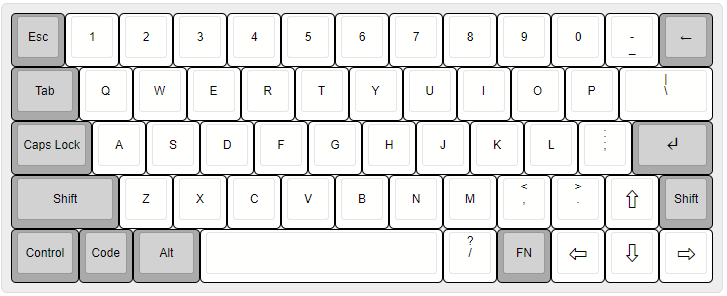 Esc 1 2 3 4 5 6 7 8 9 0 - _ ←
Tab Q W E R T Y U I O P | \
Caps Lock A S D F G H J K L : ; ↵
Shift Z X C V B N M < , > . ⇧ Shift
Control Code Alt ? / FN ⇦ ⇩ ⇨